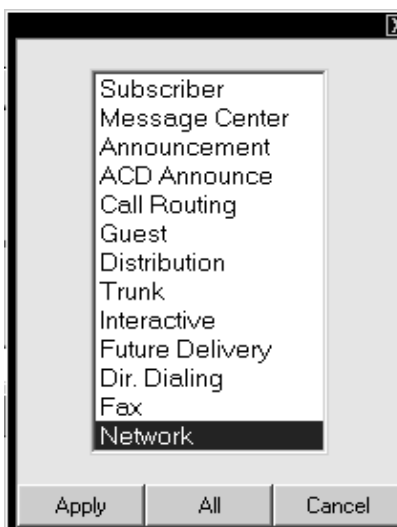 Subscriber
Message Center
Announcement
ACD Announce
Call Routing
Guest
Distribution
Trunk
Interactive
Future Delivery
Dir. Dialing
Fax
Network
Apply All Cancel